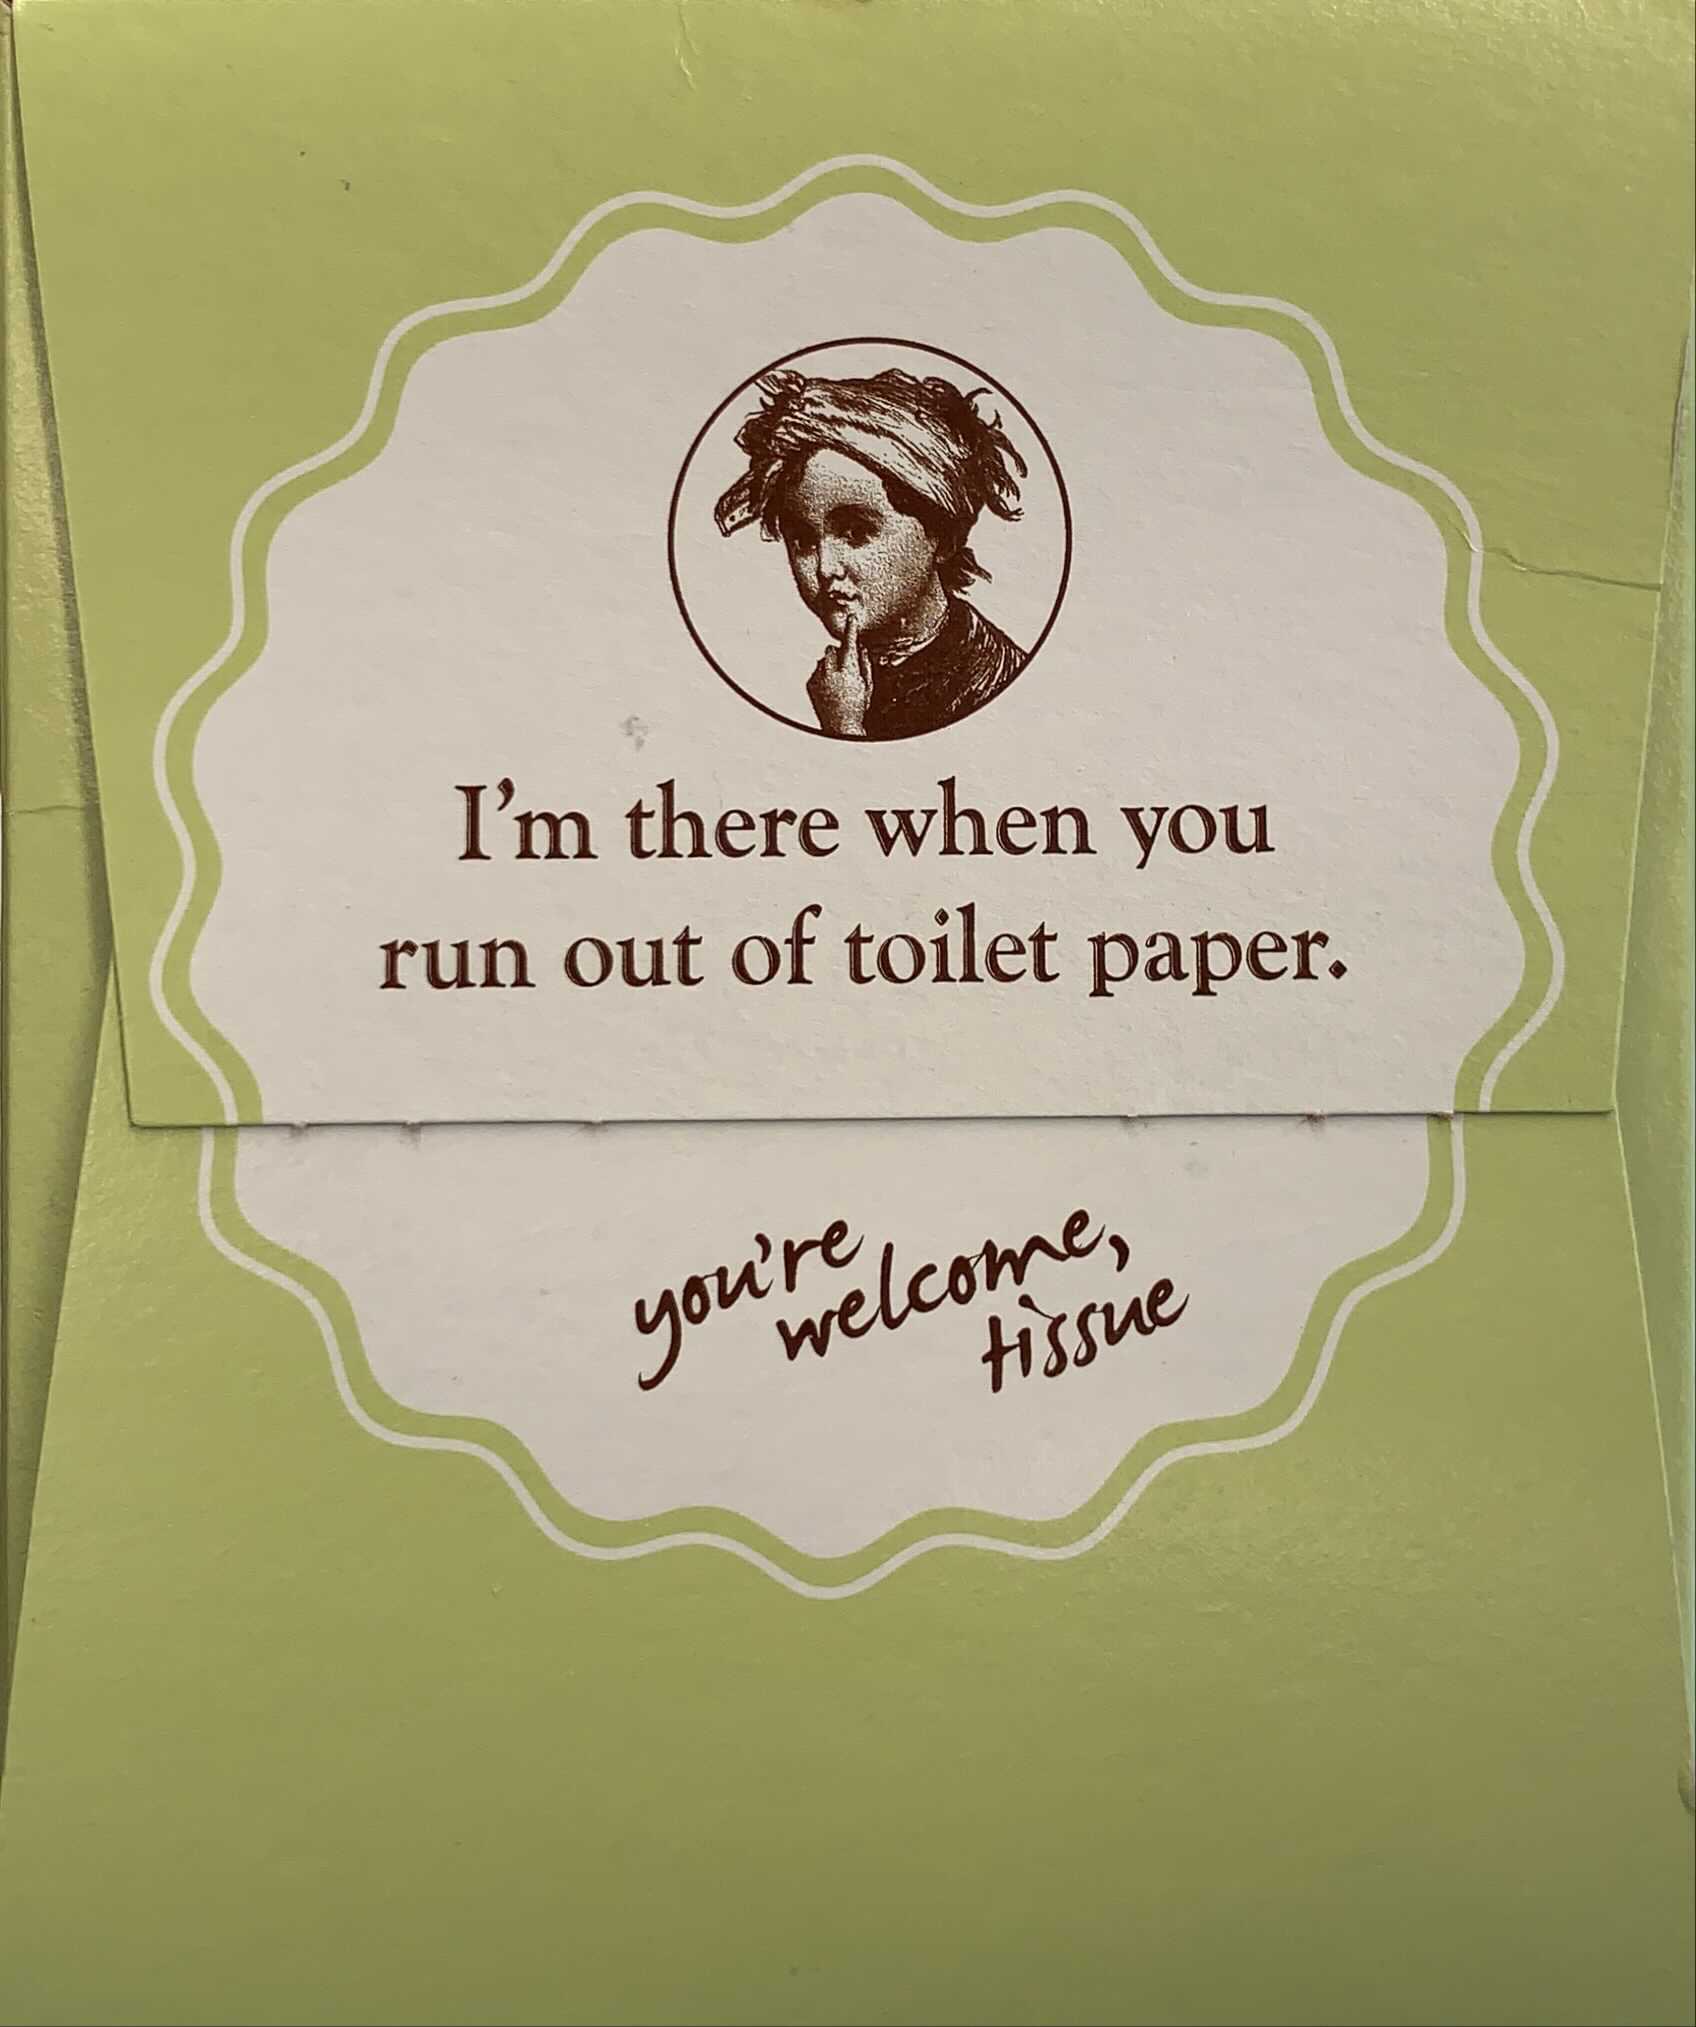 I'm there when you
run out of toilet paper.
you're
welcome,
tissue